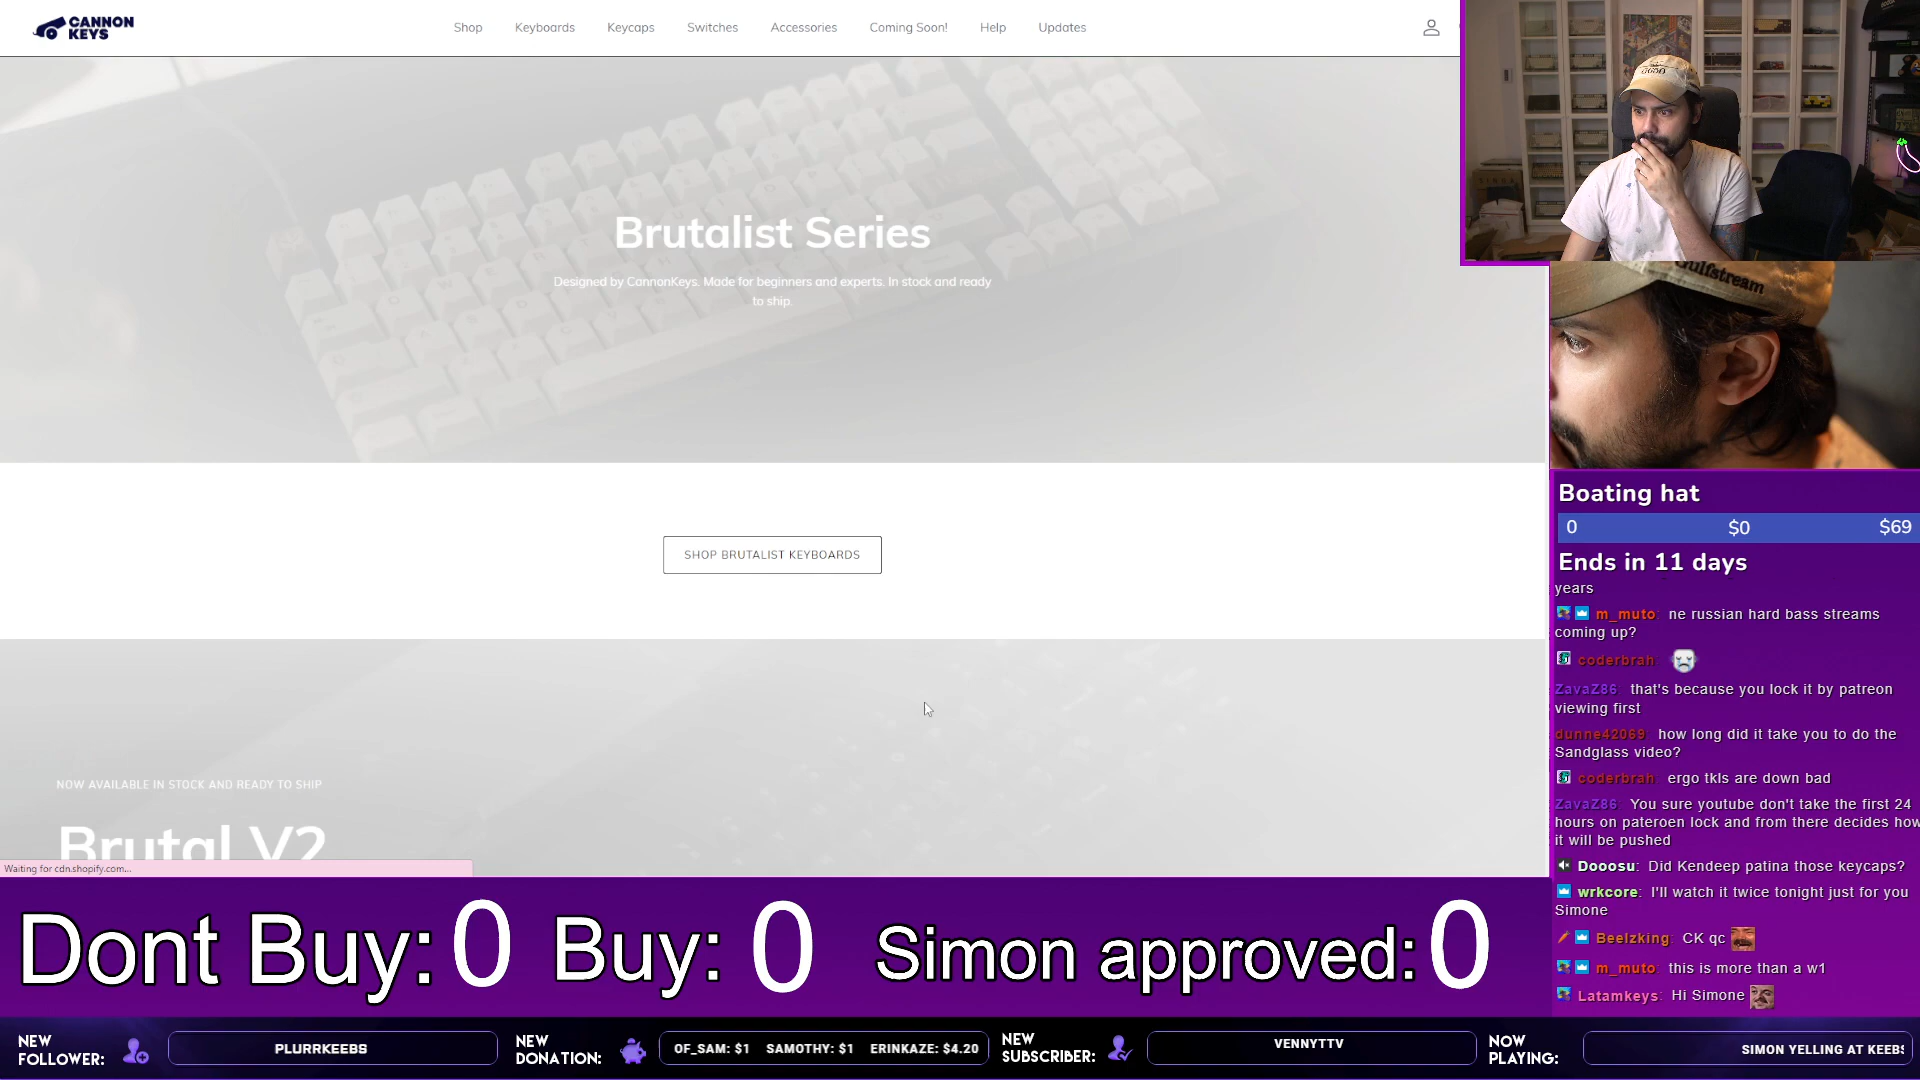 CANNON
KEYS
Shop
Keyboards
Keycaps
Switches
Accessories
Coming Soon!
Help
Updates
Brutalist Series
Designed by CannonKeys. Made for beginners and experts. In stock and ready
to ship.
SHOP BRUTALIST KEYBOARDS
NOW AVAILABLE IN STOCK AND READY TO SHIP
Brutal V2
Waiting for cdn.shopify.com...
Gulfstream
Boating hat
0 $0 $69
Ends in 11 days
years
m_muto: ne russian hard bass streams
coming up?
coderbrah:
ZavaZ86: that's because you lock it by patreon
viewing first
dunne42069: how long did it take you to do the
Sandglass video?
coderbrah: ergo tkls are down bad
ZavaZ86: You sure youtube don't take the first 24
hours on pateroen lock and from there decides how
it will be pushed
Dooosu: Did Kendeep patina those keycaps?
wrkcore: I'll watch it twice tonight just for you
Simone
Beelzking: CK qc
m_muto: this is more than a w1
Latamkeys: Hi Simone
Dont Buy: 0 Buy: 0 Simon approved: 0
NEW
FOLLOWER:
PLURRKEEBS
NEW
DONATION:
OF_SAM: $1 SAMOTHY: $1 ERINKAZE: $4.20
NEW
SUBSCRIBER:
VENNYTTV
NOW
PLAYING:
SIMON YELLING AT KEEBS